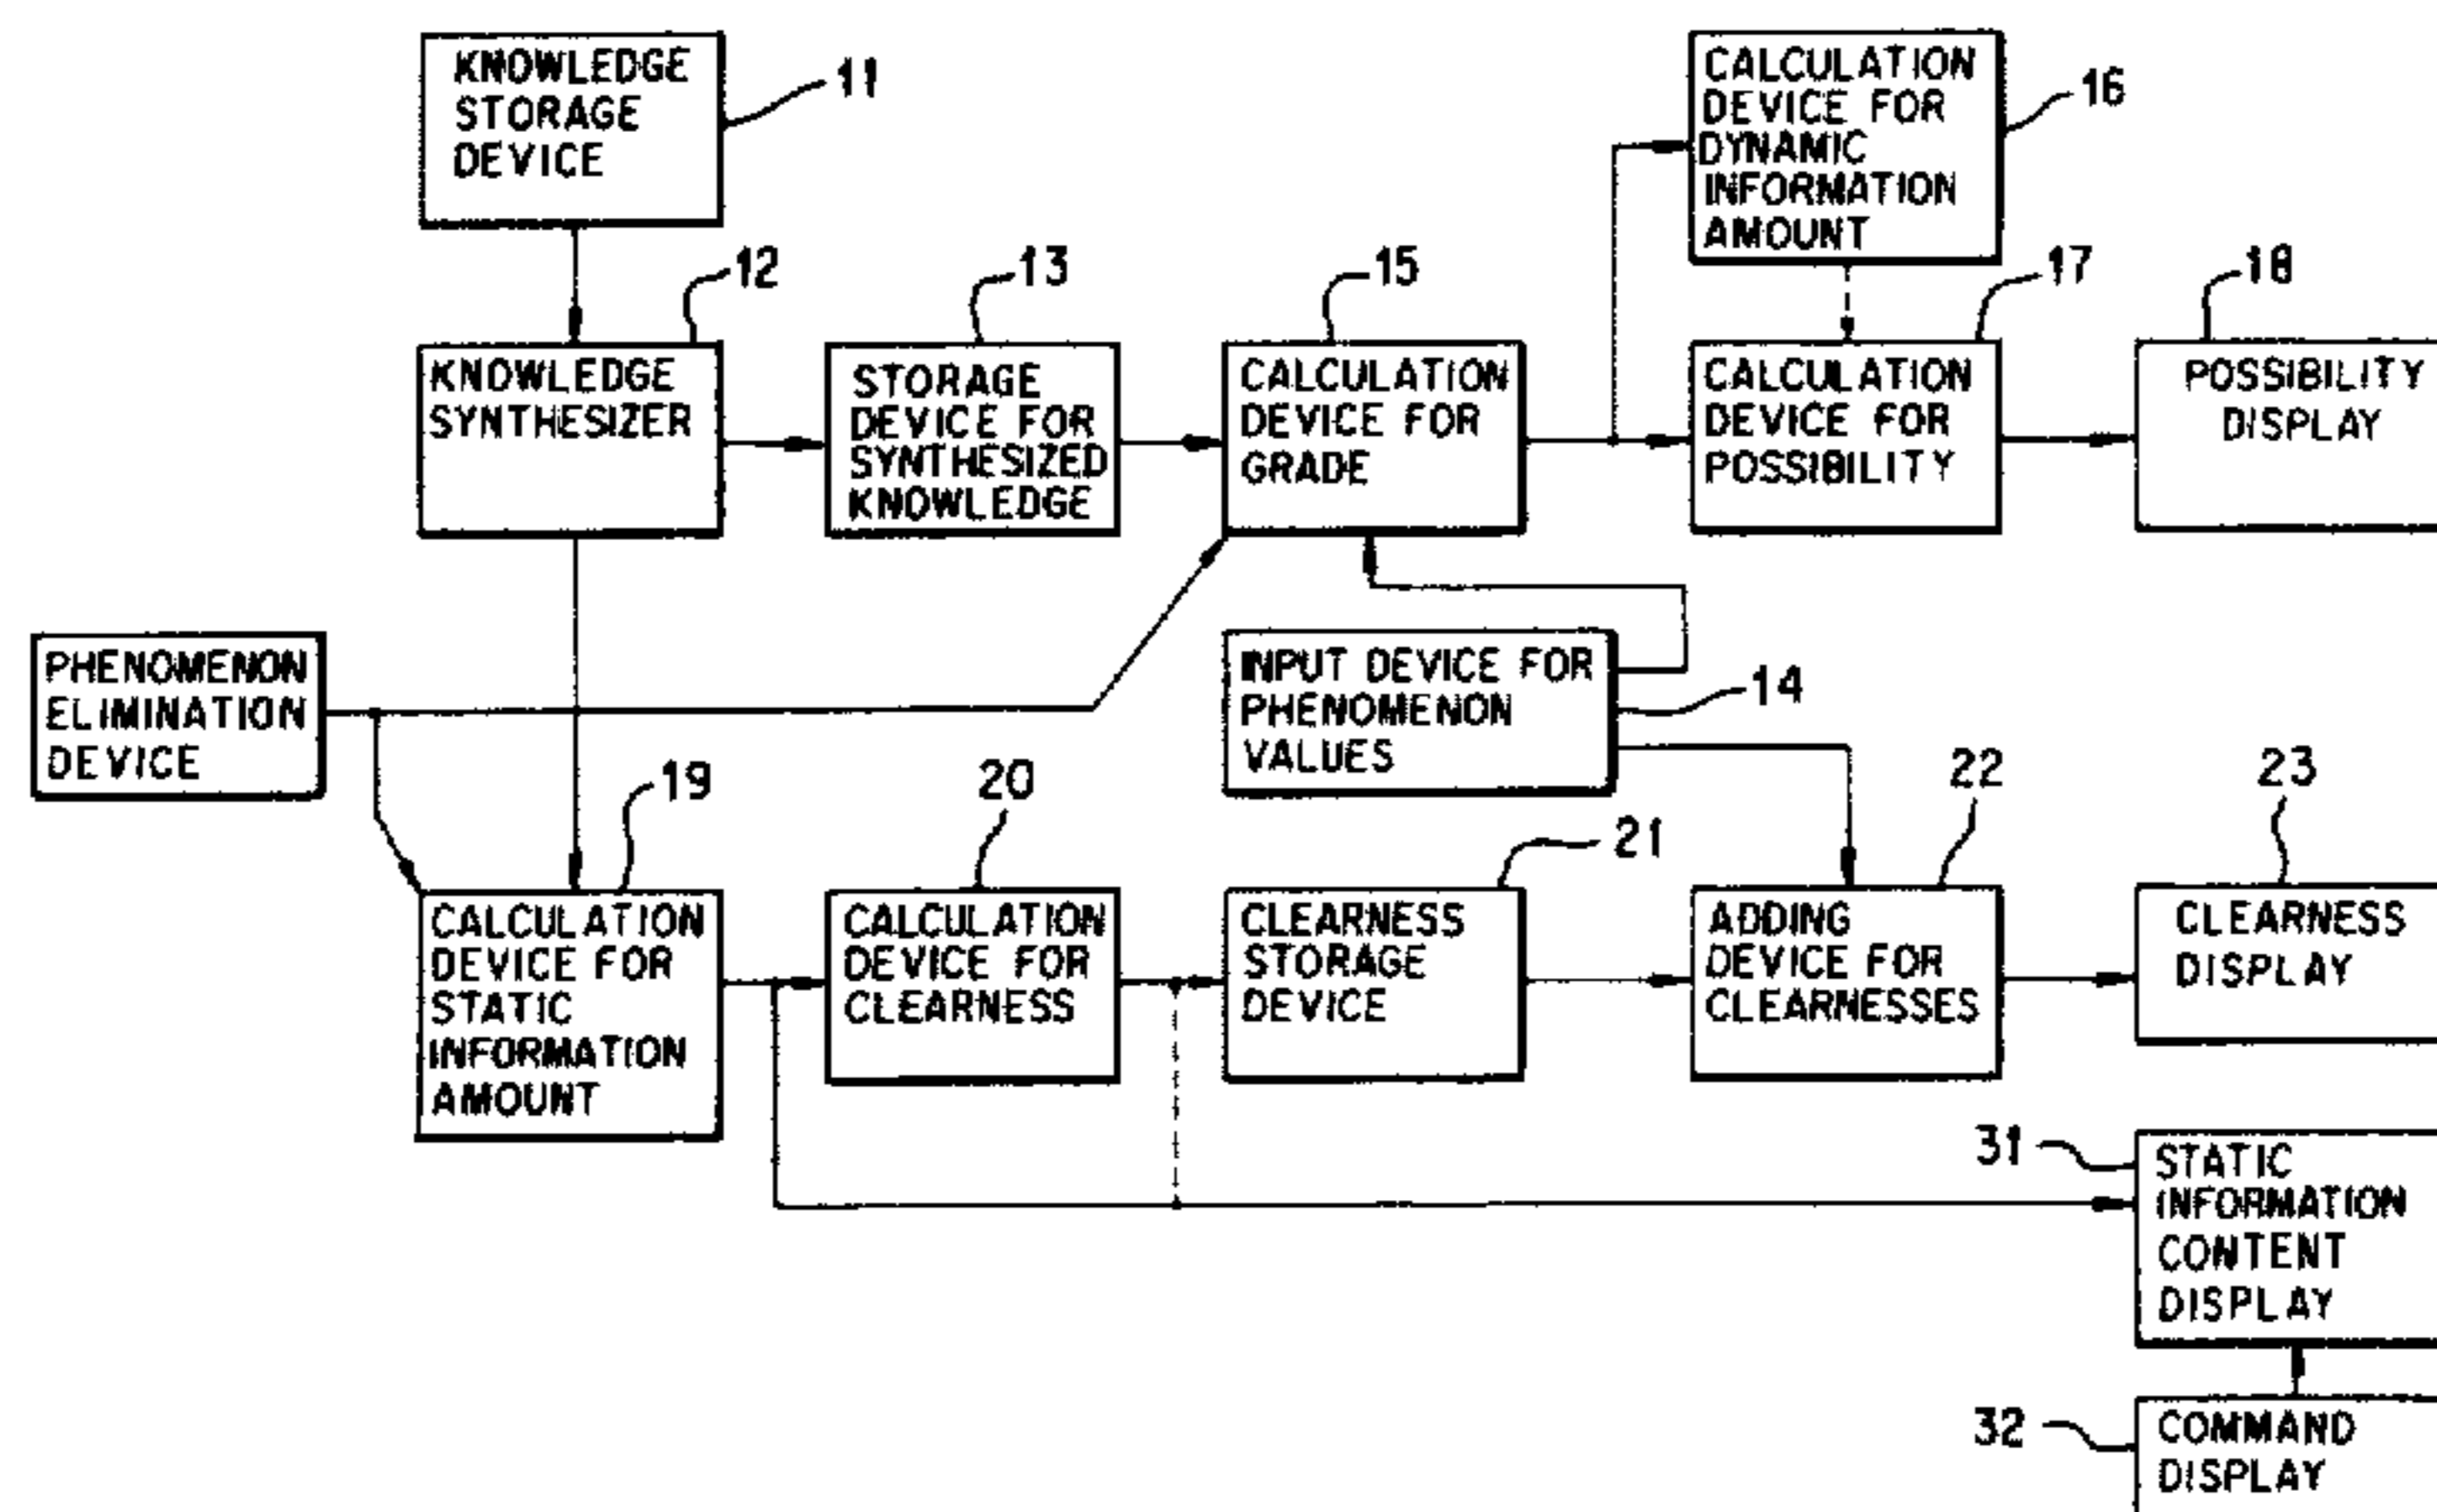 KNOWLEDGE
STORAGE
DEVICE
11
CALCULATION
DEVICE FOR
DYNAMIC
INFORMATION
AMOUNT
16
12
13
15
17
18
KNOWLEDGE
SYNTHESIZER
STORAGE
DEVICE FOR
SYNTHESIZED
KNOWLEDGE
CALCULATION
DEVICE FOR
GRADE
CALCULATION
DEVICE FOR
POSSIBILITY
POSSIBILITY
DISPLAY
PHENOMENON
ELIMINATION
DEVICE
INPUT DEVICE FOR
PHENOMENON
VALUES
14
19
20
21
22
23
CALCULATION
DEVICE FOR
STATIC
INFORMATION
AMOUNT
CALCULATION
DEVICE FOR
CLEARNESS
CLEARNESS
STORAGE
DEVICE
ADDING
DEVICE FOR
CLEARNESSES
CLEARNESS
DISPLAY
31
STATIC
INFORMATION
CONTENT
DISPLAY
32
COMMAND
DISPLAY